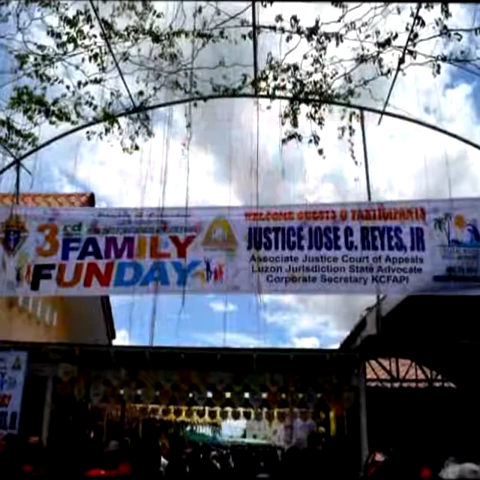 3rd
FAMILY
FUNDAY
WELCOME GUESTS & PARTICIPANTS
JUSTICE JOSE C. REYES, JR
Associate Justice Court of Appeals
Luzon Jurisdiction State Advocate
Corporate Secretary KCFAPI